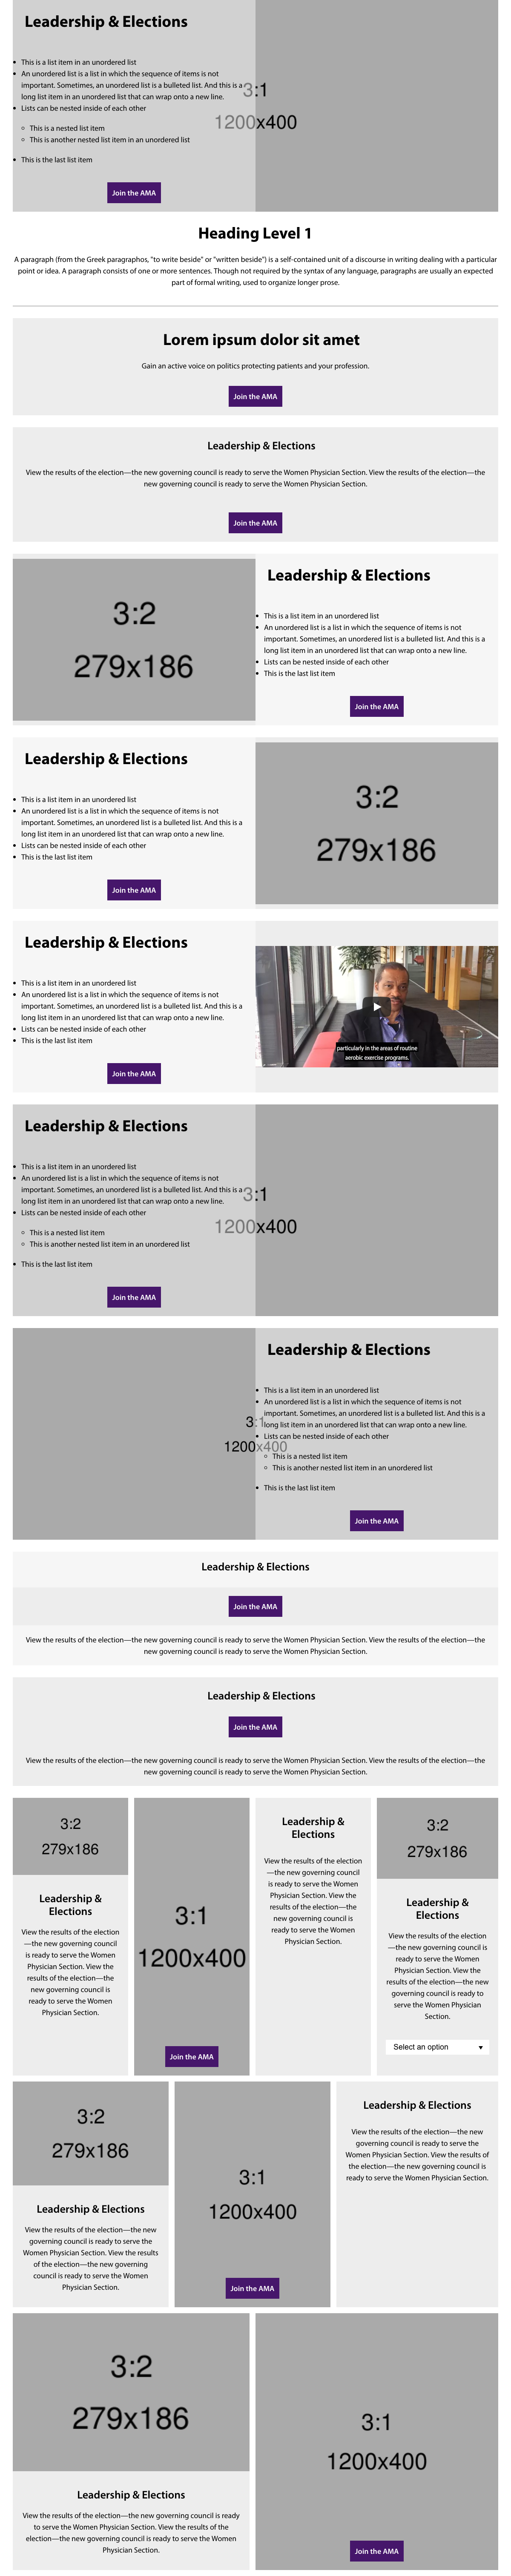 Leadership & Elections
This is a list item in an unordered list
An unordered list is a list in which the sequence of items is not
important. Sometimes, an unordered list is a bulleted list. And this is a
long list item in an unordered list that can wrap onto a new line.
Lists can be nested inside of each other
This is a nested list item
This is another nested list item in an unordered list
This is the last list item
Join the AMA
3:1
1200x400
Heading Level 1
A paragraph (from the Greek paragraphos, "to write beside" or "written beside") is a self-contained unit of a discourse in writing dealing with a particular
point or idea. A paragraph consists of one or more sentences. Though not required by the syntax of any language, paragraphs are usually an expected
part of formal writing, used to organize longer prose.
Lorem ipsum dolor sit amet
Gain an active voice on politics protecting patients and your profession.
Join the AMA
Leadership & Elections
View the results of the election—the new governing council is ready to serve the Women Physician Section. View the results of the election—the
new governing council is ready to serve the Women Physician Section.
Join the AMA
3:2
279x186
Leadership & Elections
This is a list item in an unordered list
An unordered list is a list in which the sequence of items is not
important. Sometimes, an unordered list is a bulleted list. And this is a
long list item in an unordered list that can wrap onto a new line.
Lists can be nested inside of each other
This is the last list item
Join the AMA
Leadership & Elections
This is a list item in an unordered list
An unordered list is a list in which the sequence of items is not
important. Sometimes, an unordered list is a bulleted list. And this is a
long list item in an unordered list that can wrap onto a new line.
Lists can be nested inside of each other
This is the last list item
Join the AMA
3:2
279x186
Leadership & Elections
This is a list item in an unordered list
An unordered list is a list in which the sequence of items is not
important. Sometimes, an unordered list is a bulleted list. And this is a
long list item in an unordered list that can wrap onto a new line.
Lists can be nested inside of each other
This is the last list item
Join the AMA
particularly in the areas of routine
aerobic exercise programs.
Leadership & Elections
This is a list item in an unordered list
An unordered list is a list in which the sequence of items is not
important. Sometimes, an unordered list is a bulleted list. And this is a
long list item in an unordered list that can wrap onto a new line.
Lists can be nested inside of each other
This is a nested list item
This is another nested list item in an unordered list
This is the last list item
Join the AMA
3:1
1200x400
3:1
1200x400
Leadership & Elections
This is a list item in an unordered list
An unordered list is a list in which the sequence of items is not
important. Sometimes, an unordered list is a bulleted list. And this is a
long list item in an unordered list that can wrap onto a new line.
Lists can be nested inside of each other
This is a nested list item
This is another nested list item in an unordered list
This is the last list item
Join the AMA
Leadership & Elections
Join the AMA
View the results of the election—the new governing council is ready to serve the Women Physician Section. View the results of the election—the
new governing council is ready to serve the Women Physician Section.
Leadership & Elections
Join the AMA
View the results of the election—the new governing council is ready to serve the Women Physician Section. View the results of the election—the
new governing council is ready to serve the Women Physician Section.
3:2
279x186
Leadership &
Elections
View the results of the election
—the new governing council
is ready to serve the Women
Physician Section. View the
results of the election—the
new governing council is
ready to serve the Women
Physician Section.
3:1
1200x400
Join the AMA
Leadership &
Elections
View the results of the election
—the new governing council
is ready to serve the Women
Physician Section. View the
results of the election—the
new governing council is
ready to serve the Women
Physician Section.
3:2
279x186
Leadership &
Elections
View the results of the election
—the new governing council is
ready to serve the Women
Physician Section. View the
results of the election—the new
governing council is ready to
serve the Women Physician
Section.
Select an option
3:2
279x186
Leadership & Elections
View the results of the election—the new
governing council is ready to serve the
Women Physician Section. View the results
of the election—the new governing
council is ready to serve the Women
Physician Section.
3:1
1200x400
Join the AMA
Leadership & Elections
View the results of the election—the new
governing council is ready to serve the
Women Physician Section. View the results of
the election—the new governing council is
ready to serve the Women Physician Section.
3:2
279x186
Leadership & Elections
View the results of the election—the new governing council is ready
to serve the Women Physician Section. View the results of the
election—the new governing council is ready to serve the Women
Physician Section.
3:1
1200x400
Join the AMA